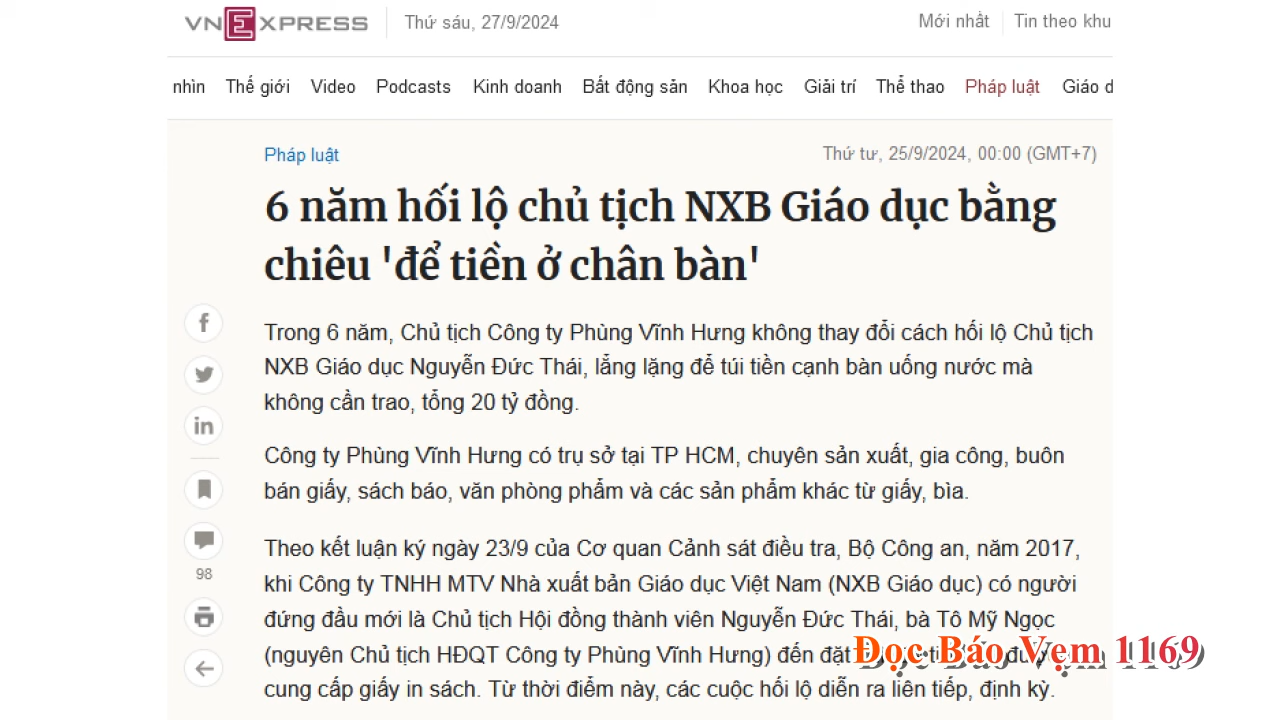 VNEXPRESS Thứ sáu, 27/9/2024 Mới nhất Tin theo khu
nhìn Thế giới Video Podcasts Kinh doanh Bất động sản Khoa học Giải trí Thể thao Pháp luật Giáo d
Pháp luật Thứ tư, 25/9/2024, 00:00 (GMT+7)
6 năm hối lộ chủ tịch NXB Giáo dục bằng
chiêu 'để tiền ở chân bàn'
Trong 6 năm, Chủ tịch Công ty Phùng Vĩnh Hưng không thay đổi cách hối lộ Chủ tịch
NXB Giáo dục Nguyễn Đức Thái, lẳng lặng để túi tiền cạnh bàn uống nước mà
không cần trao, tổng 20 tỷ đồng.
Công ty Phùng Vĩnh Hưng có trụ sở tại TP HCM, chuyên sản xuất, gia công, buôn
bán giấy, sách báo, văn phòng phẩm và các sản phẩm khác từ giấy, bìa.
Theo kết luận ký ngày 23/9 của Cơ quan Cảnh sát điều tra, Bộ Công an, năm 2017,
98
khi Công ty TNHH MTV Nhà xuất bản Giáo dục Việt Nam (NXB Giáo dục) có người
đứng đầu mới là Chủ tịch Hội đồng thành viên Nguyễn Đức Thái, bà Tô Mỹ Ngọc
(nguyên Chủ tịch HĐQT Công ty Phùng Vĩnh Hưng) đến đặt
Đọc Báo Vẹm 1169
cung cấp giấy in sách. Từ thời điểm này, các cuộc hối lộ diễn ra liên tiếp, định kỳ.